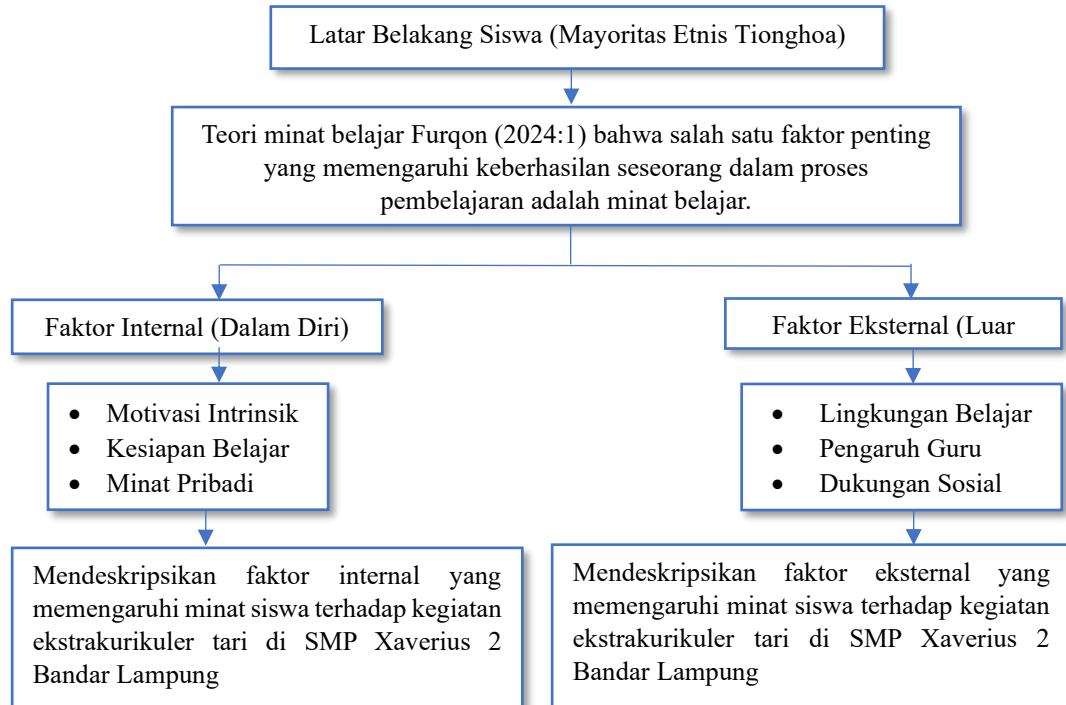 Latar Belakang Siswa (Mayoritas Etnis Tionghoa)
Teori minat belajar Furqon (2024:1) bahwa salah satu faktor penting
yang memengaruhi keberhasilan seseorang dalam proses
pembelajaran adalah minat belajar.
Faktor Internal (Dalam Diri)
Faktor Eksternal (Luar
• Motivasi Intrinsik
• Kesiapan Belajar
• Minat Pribadi
• Lingkungan Belajar
• Pengaruh Guru
• Dukungan Sosial
Mendeskripsikan faktor internal yang
memengaruhi minat siswa terhadap kegiatan
ekstrakurikuler tari di SMP Xaverius 2
Bandar Lampung
Mendeskripsikan faktor eksternal yang
memengaruhi minat siswa terhadap kegiatan
ekstrakurikuler tari di SMP Xaverius 2
Bandar Lampung